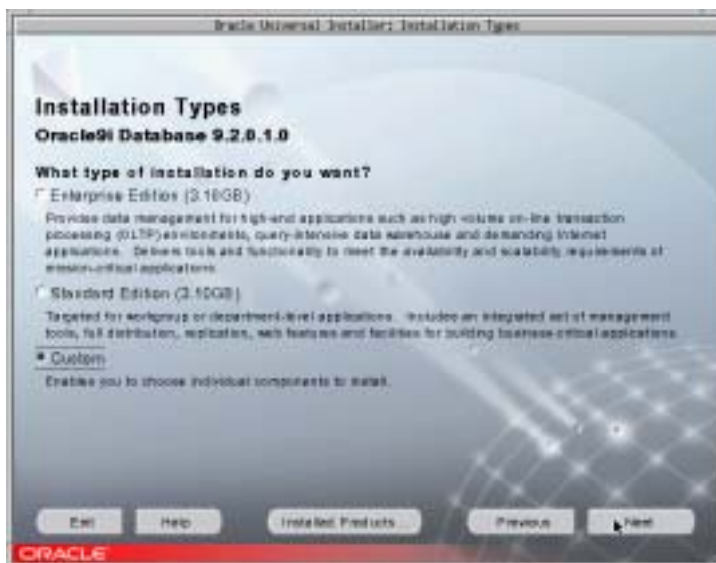 Oracle Universal Installer: Installation Types
Installation Types
Oracle9i Database 9.2.0.1.0
What type of installation do you want?
Enterprise Edition (3.10GB)
Provides data management for high-end applications such as high volume on-line transaction
processing (OLTP) environments, query-intensive data warehouse and demanding Internet
applications. Delivers tools and functionality to meet the availability and scalability requirements of
mission-critical applications
Standard Edition (3.10GB)
Targeted for workgroup or department-level applications. Includes an integrated set of management
tools, full distribution, replication, web features and facilities for building business-critical applications
Custom
Enables you to choose individual components to install.
Exit
Help
Installed Products...
Previous
Next
ORACLE